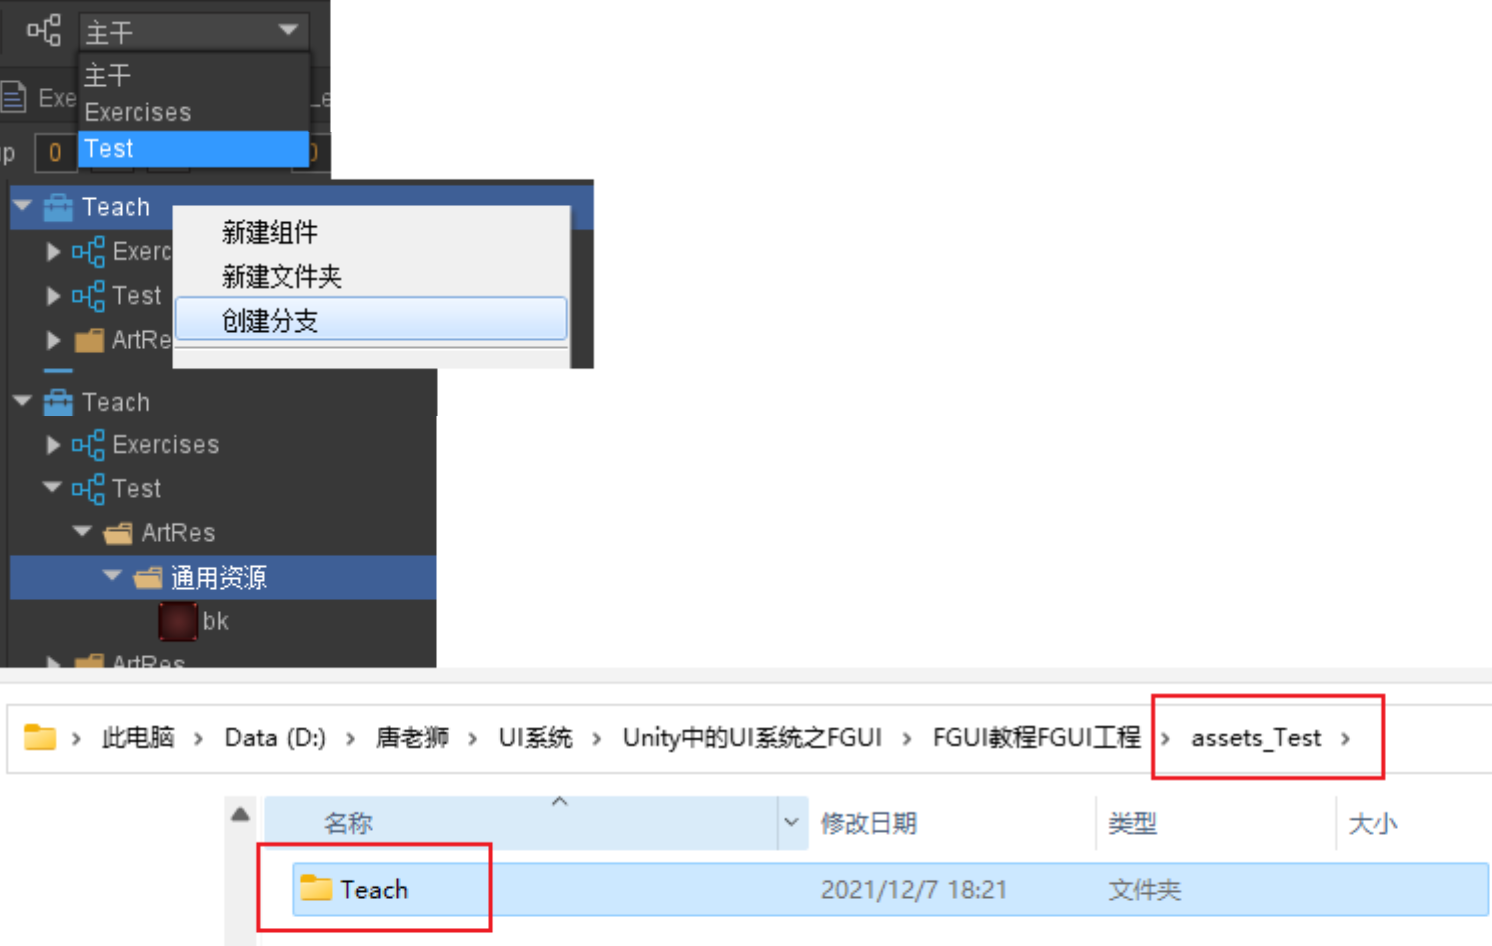 主干
主干
Exe
Exercises
Le
0
Test
Teach
新建组件
Exerc
新建文件夹
Test
创建分支
ArtRe
Teach
Exercises
Test
ArtRes
通用资源
bk
ArtRes
此电脑 > Data (D:) > 唐老狮 > UI系统 > Unity中的UI系统之FGUI > FGUI教程FGUI工程 > assets_Test >
名称 修改日期 类型 大小
Teach 2021/12/7 18:21 文件夹